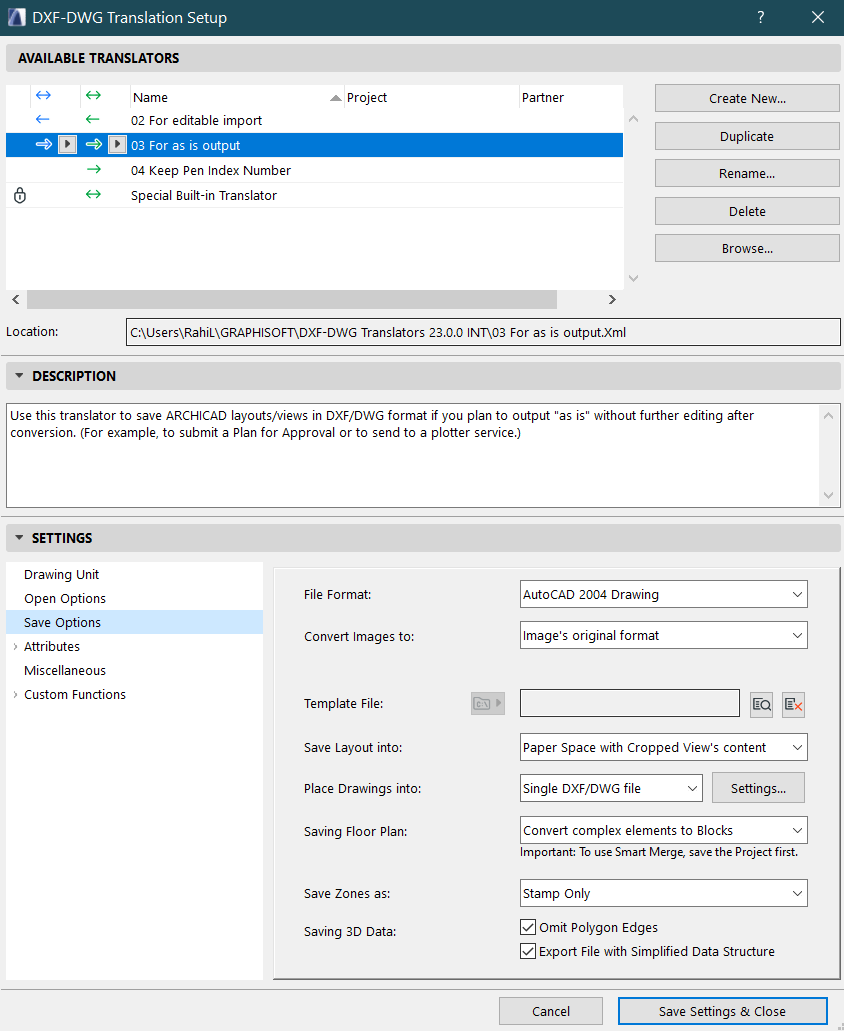 DXF-DWG Translation Setup
?
AVAILABLE TRANSLATORS
Name Project Partner
02 For editable import
03 For as is output
04 Keep Pen Index Number
Special Built-in Translator
Create New...
Duplicate
Rename...
Delete
Browse...
Location: C:\Users\RahiL\GRAPHISOFT\DXF-DWG Translators 23.0.0 INT\03 For as is output.Xml
DESCRIPTION
Use this translator to save ARCHICAD layouts/views in DXF/DWG format if you plan to output "as is" without further editing after
conversion. (For example, to submit a Plan for Approval or to send to a plotter service.)
SETTINGS
Drawing Unit
Open Options
Save Options
Attributes
Miscellaneous
Custom Functions
File Format: AutoCAD 2004 Drawing
Convert Images to: Image's original format
Template File:
Save Layout into: Paper Space with Cropped View's content
Place Drawings into: Single DXF/DWG file Settings...
Saving Floor Plan: Convert complex elements to Blocks
Important: To use Smart Merge, save the Project first.
Save Zones as: Stamp Only
Saving 3D Data: Omit Polygon Edges
Export File with Simplified Data Structure
Cancel Save Settings & Close